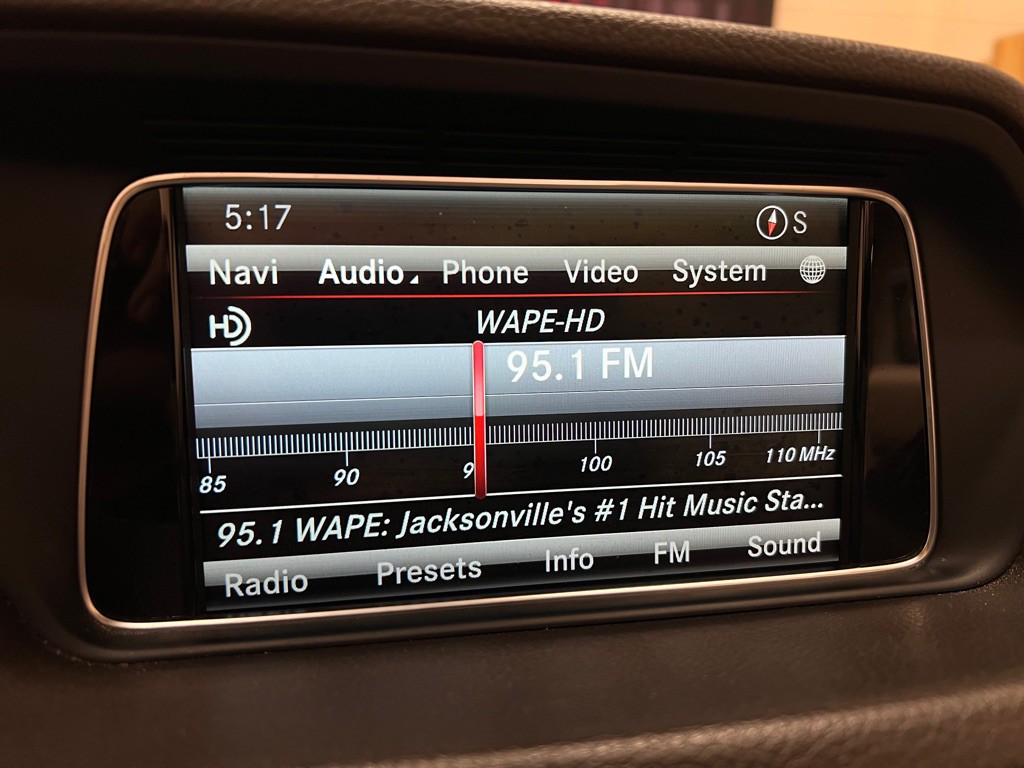 5:17 S
Navi Audio Phone Video System
HD WAPE-HD
95.1 FM
85 90 9 100 105 110 MHz
95.1 WAPE: Jacksonville's #1 Hit Music Sta...
Radio Presets Info FM Sound